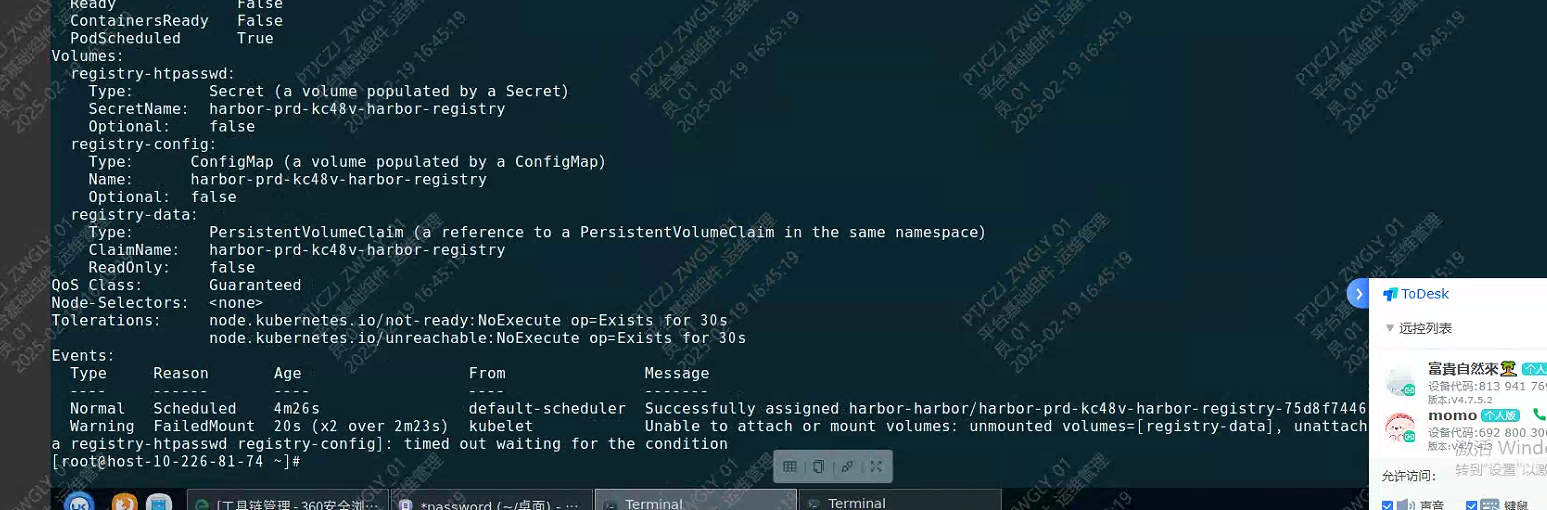 Ready             False
ContainersReady   False
PodScheduled      True
Volumes:
registry-htpasswd:
Type:        Secret (a volume populated by a Secret)
SecretName:  harbor-prd-kc48v-harbor-registry
Optional:    false
registry-config:
Type:      ConfigMap (a volume populated by a ConfigMap)
Name:      harbor-prd-kc48v-harbor-registry
Optional:  false
registry-data:
Type:        PersistentVolumeClaim (a reference to a PersistentVolumeClaim in the same namespace)
ClaimName:   harbor-prd-kc48v-harbor-registry
ReadOnly:    false
QoS Class:       Guaranteed
Node-Selectors:  <none>
Tolerations:     node.kubernetes.io/not-ready:NoExecute op=Exists for 30s
node.kubernetes.io/unreachable:NoExecute op=Exists for 30s
Events:
Type     Reason       Age                   From               Message
----     ------       ----                  ----               -------
Normal   Scheduled    4m26s                 default-scheduler  Successfully assigned harbor-harbor/harbor-prd-kc48v-harbor-registry-75d8f7446
Warning  FailedMount  20s (x2 over 2m23s)  kubelet            Unable to attach or mount volumes: unmounted volumes=[registry-data], unattach
a registry-htpasswd registry-config]: timed out waiting for the condition
[root@host-10-226-81-74 ~]#
PTJCZJ_ZWGLY_01
平台基础组件_运维管理
员_01
2025-02-19 16:45:19
ToDesk
远控列表
富貴自然來🌴 个人
设备代码:813 941 769
版本:V4.7.5.2
momo 个人版
设备代码:692 800 300
允许访问:
声音
键鼠
激活 Windo
转到"设置"以激
[工具链管理 - 360安全浏···
*password (~/桌面) - ···
Terminal
Terminal